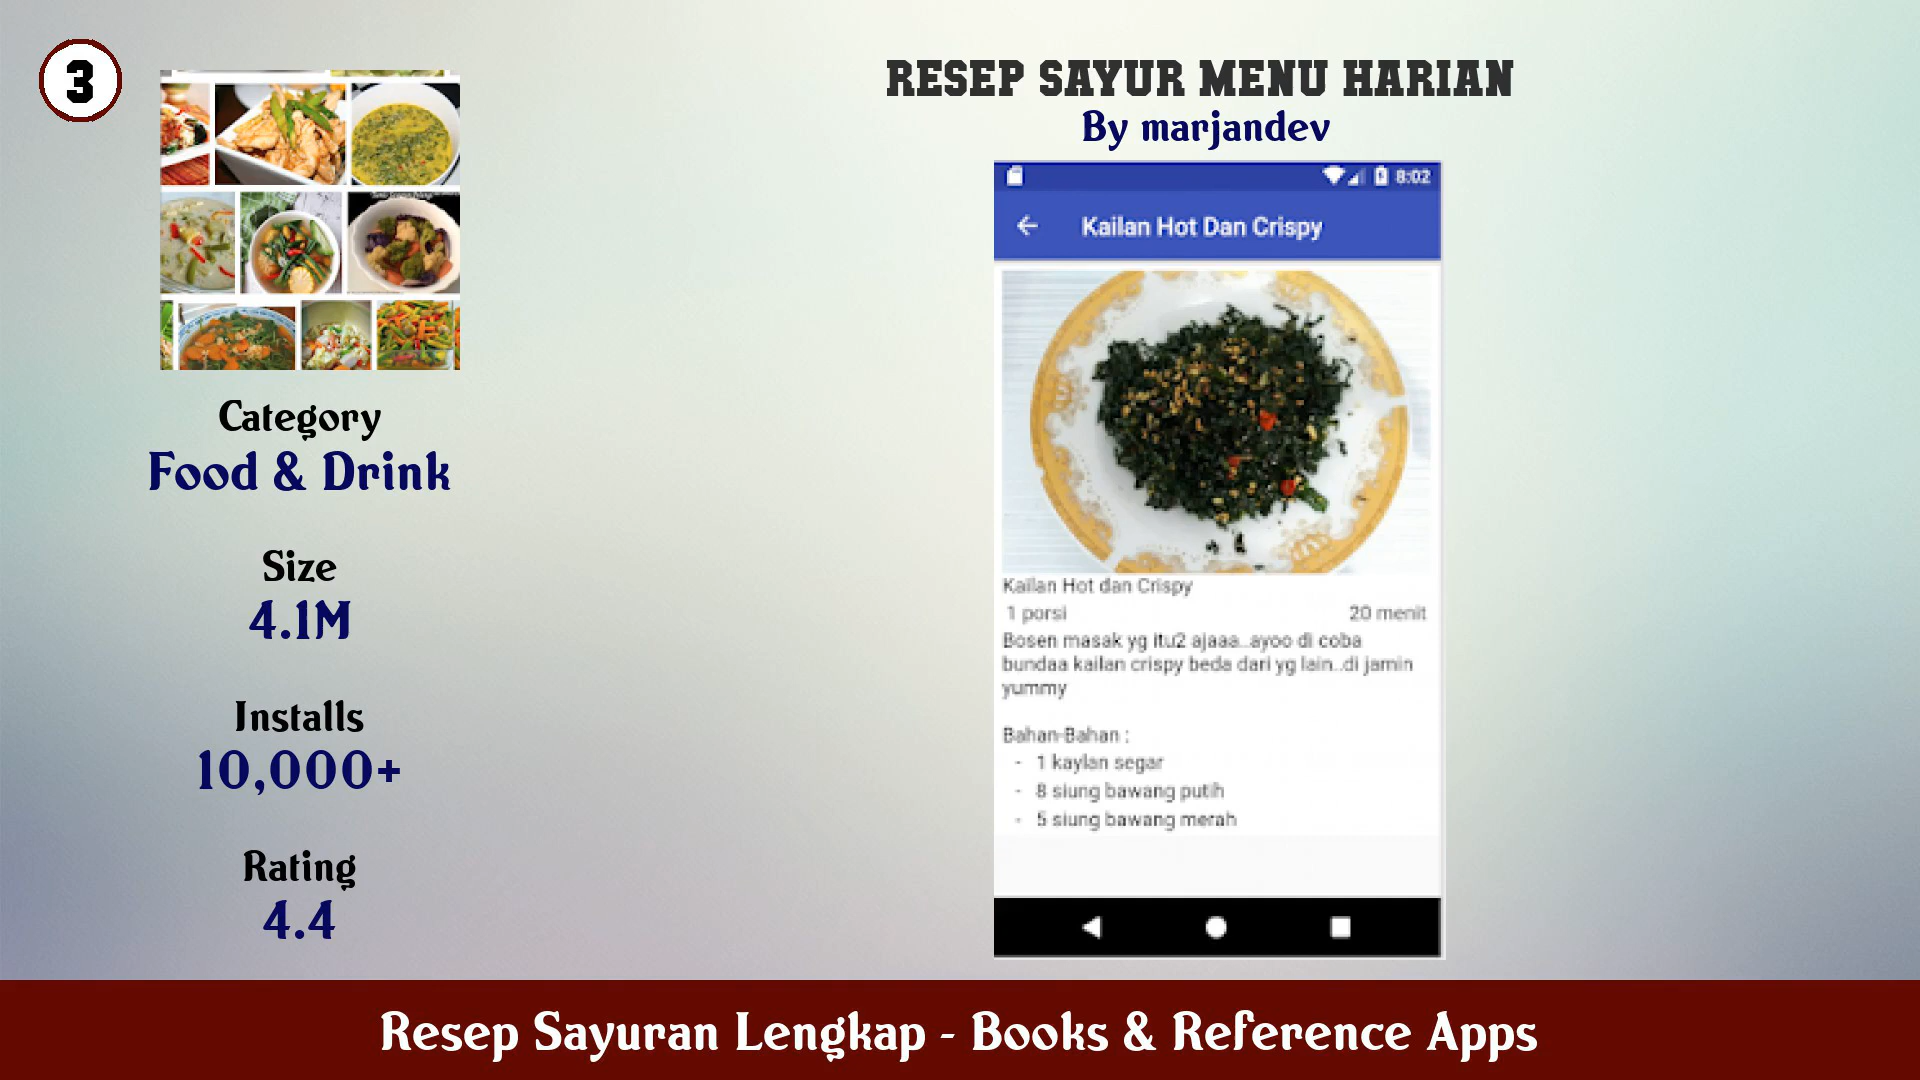 3
RESEP SAYUR MENU HARIAN
By marjandev
Category
Food & Drink
Size
4.1M
Installs
10,000+
Rating
4.4
8:02
Kailan Hot Dan Crispy
Kailan Hot dan Crispy
1 porsi 20 menit
Bosen masak yg itu2 ajaaa..ayoo di coba
bundaa kailan crispy beda dari yg lain..di jamin
yummy
Bahan-Bahan :
- 1 kaylan segar
- 8 siung bawang putih
- 5 siung bawang merah
Resep Sayuran Lengkap - Books & Reference Apps